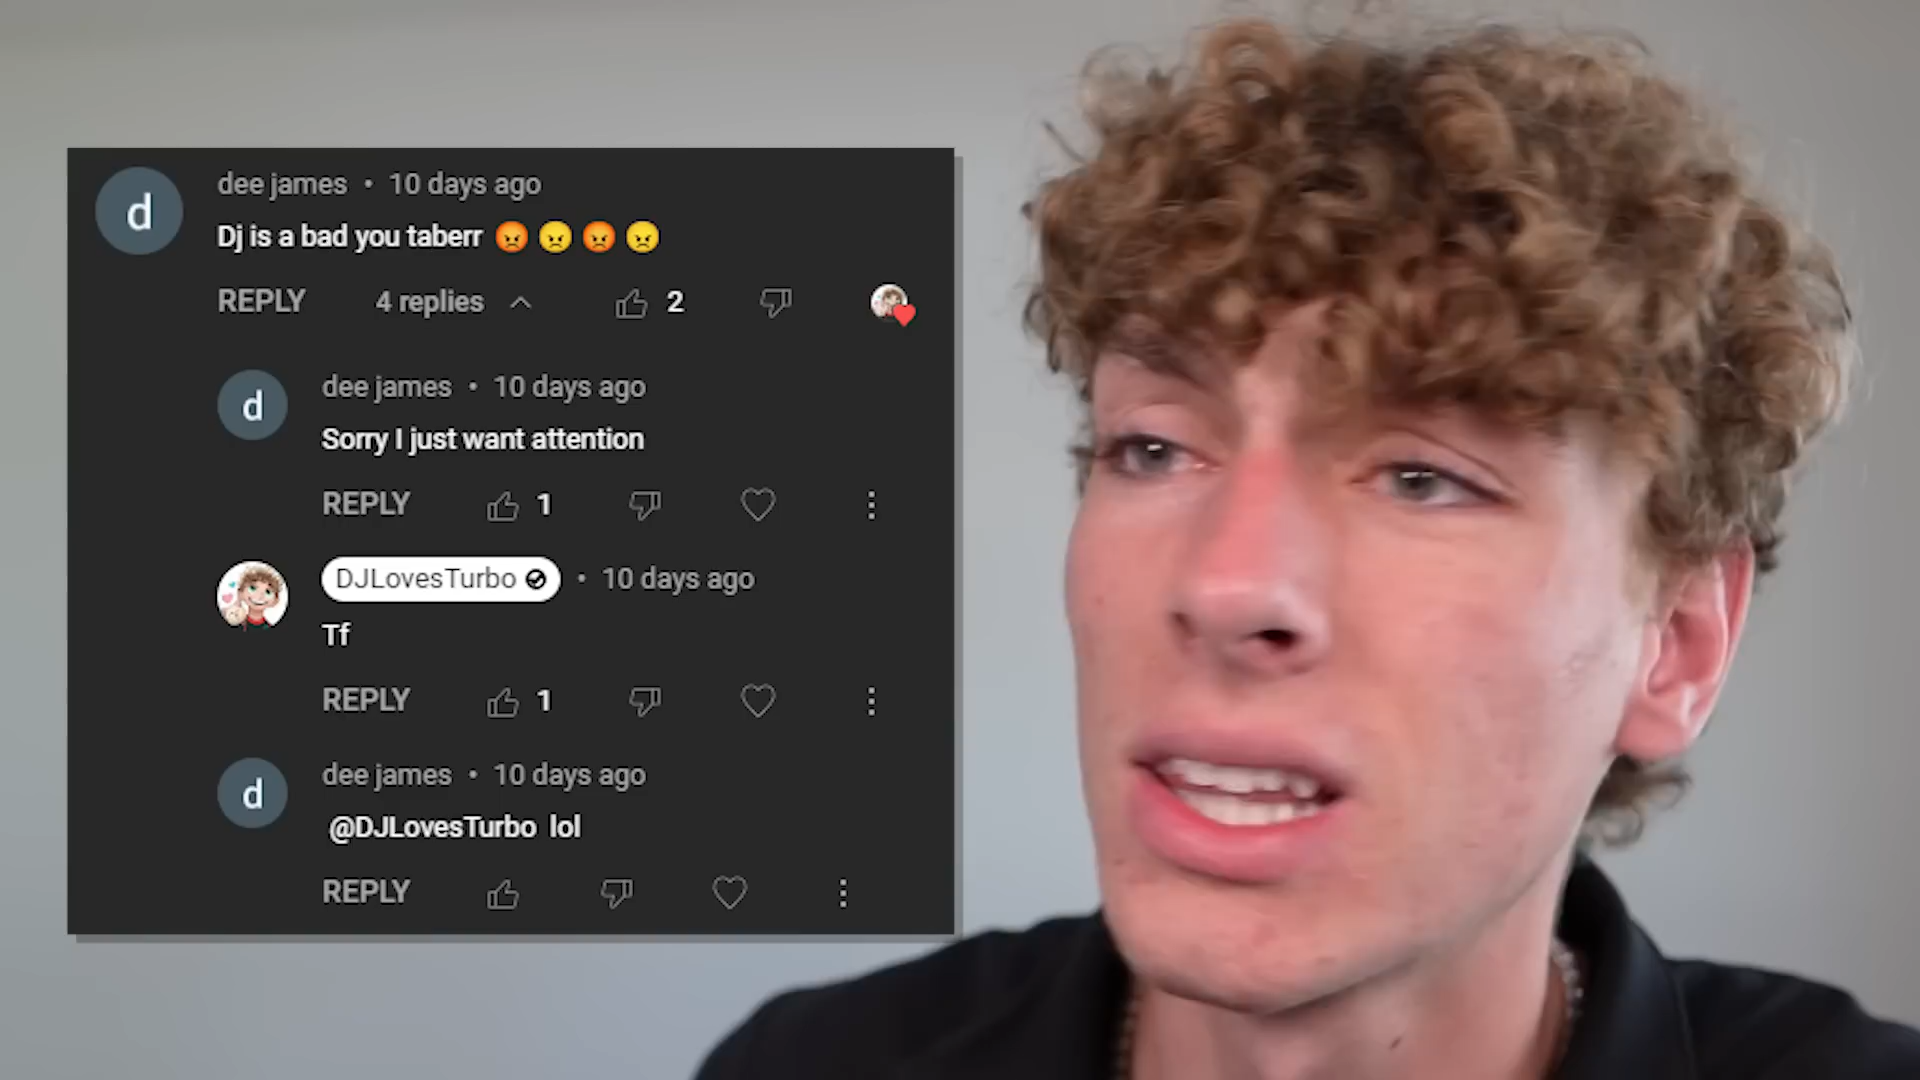 d
dee james • 10 days ago
Dj is a bad you taberr 😡 😠 😡 😠
REPLY 4 replies 2
d
dee james • 10 days ago
Sorry I just want attention
REPLY 1
DJLovesTurbo • 10 days ago
Tf
REPLY 1
d
dee james • 10 days ago
@DJLovesTurbo lol
REPLY